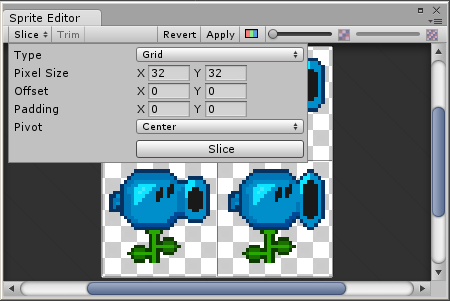 Sprite Editor
Slice Trim Revert Apply
Type Grid
Pixel Size X 32 Y 32
Offset X 0 Y 0
Padding X 0 Y 0
Pivot Center
Slice